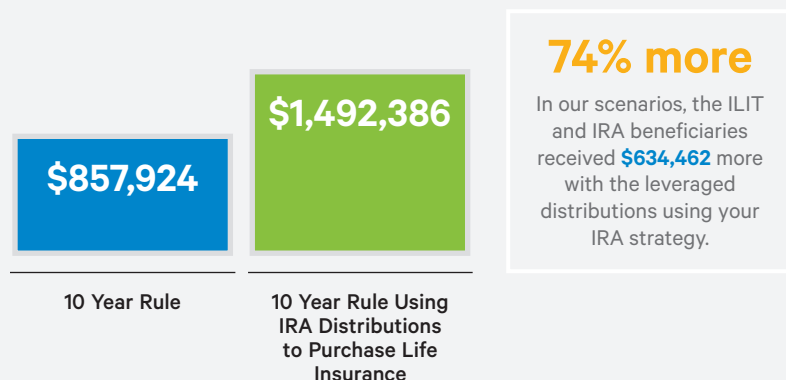 $857,924
$1,492,386
10 Year Rule
10 Year Rule Using
IRA Distributions
to Purchase Life
Insurance
74% more
In our scenarios, the ILIT
and IRA beneficiaries
received $634,462 more
with the leveraged
distributions using your
IRA strategy.